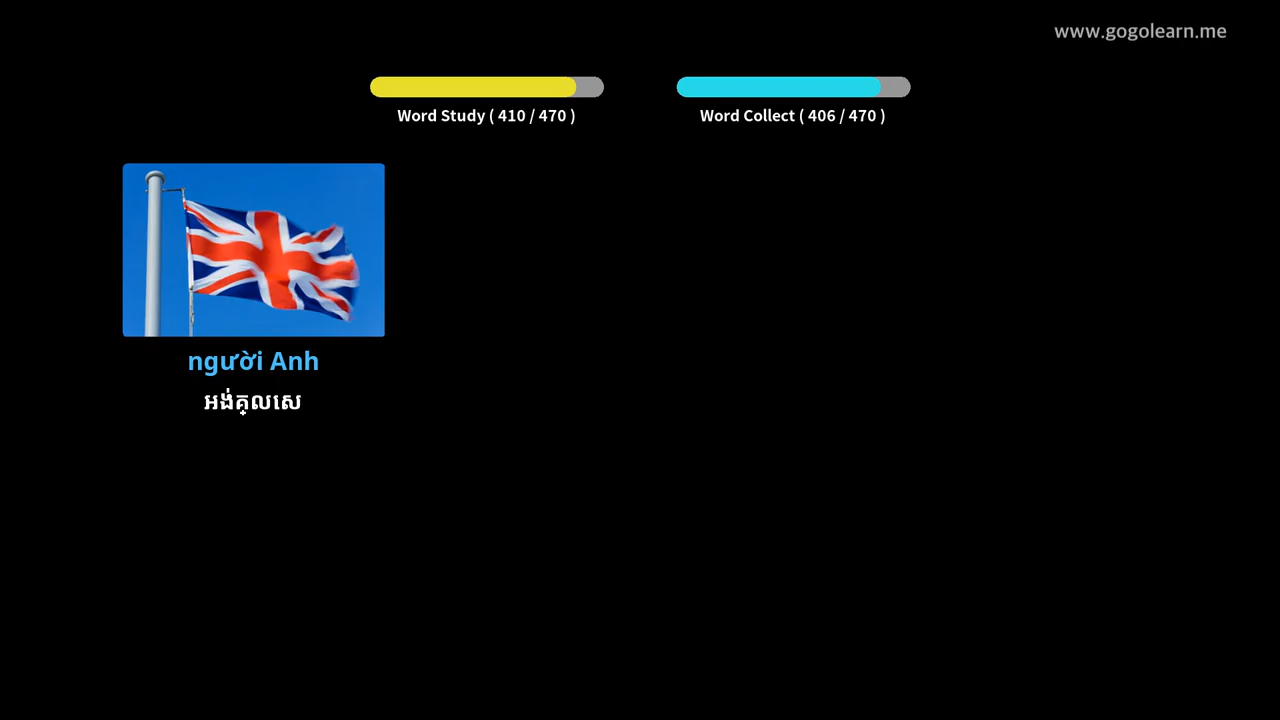 www.gogolearn.me
Word Study ( 410 / 470 )
Word Collect ( 406 / 470 )
người Anh
អង់គ្លេស